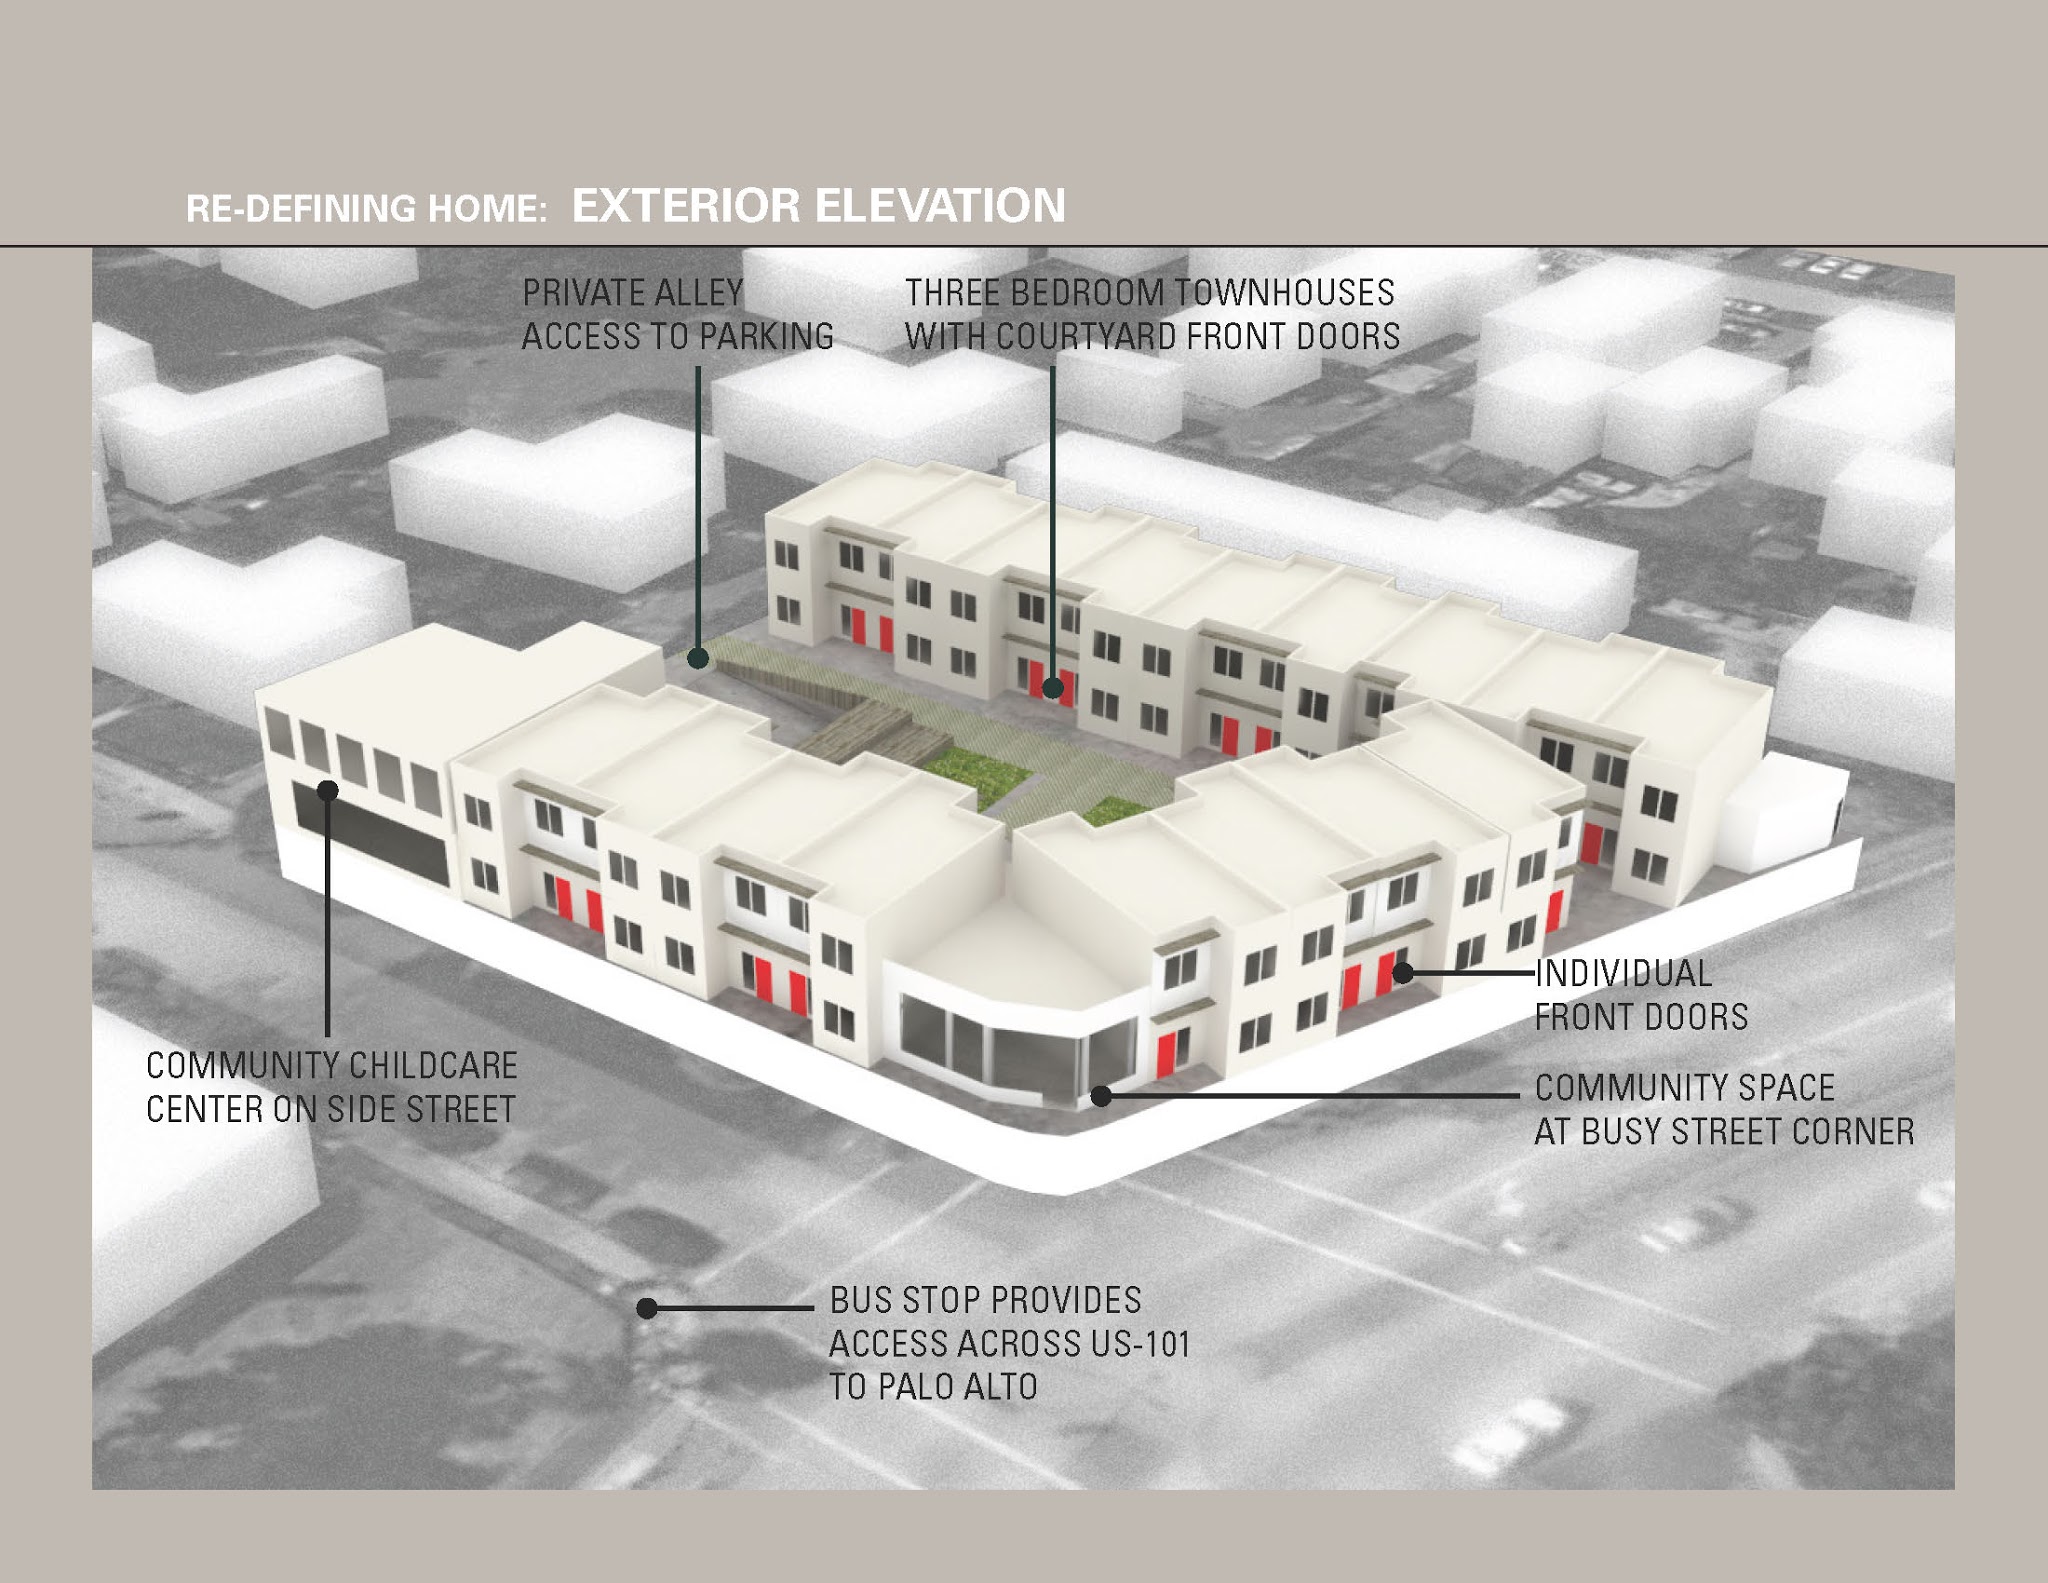 RE-DEFINING HOME: EXTERIOR ELEVATION
PRIVATE ALLEY
ACCESS TO PARKING
THREE BEDROOM TOWNHOUSES
WITH COURTYARD FRONT DOORS
INDIVIDUAL
FRONT DOORS
COMMUNITY CHILDCARE
CENTER ON SIDE STREET
COMMUNITY SPACE
AT BUSY STREET CORNER
BUS STOP PROVIDES
ACCESS ACROSS US-101
TO PALO ALTO